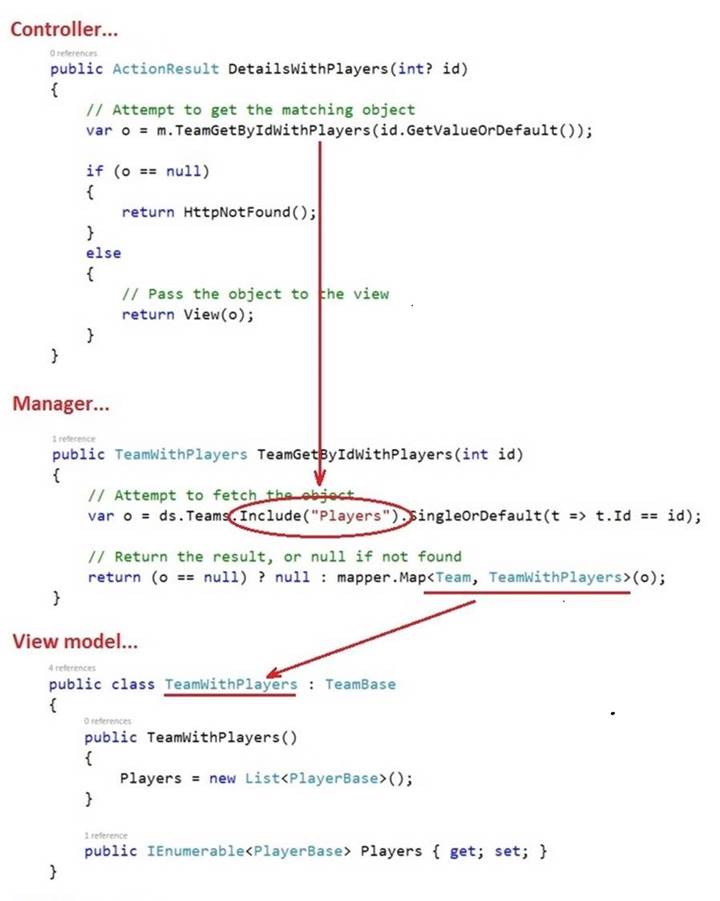 Controller...
0 references
public ActionResult DetailsWithPlayers(int? id)
{
    // Attempt to get the matching object
    var o = m.TeamGetByIdWithPlayers(id.GetValueOrDefault());
    if (o == null)
    {
        return HttpNotFound();
    }
    else
    {
        // Pass the object to the view
        return View(o);
    }
}
Manager...
1 reference
public TeamWithPlayers TeamGetByIdWithPlayers(int id)
{
    // Attempt to fetch the object
    var o = ds.Teams.Include("Players").SingleOrDefault(t => t.Id == id);
    // Return the result, or null if not found
    return (o == null) ? null : mapper.Map<Team, TeamWithPlayers>(o);
}
View model...
4 references
public class TeamWithPlayers : TeamBase
{
    0 references
    public TeamWithPlayers()
    {
        Players = new List<PlayerBase>();
    }
    1 reference
    public IEnumerable<PlayerBase> Players { get; set; }
}